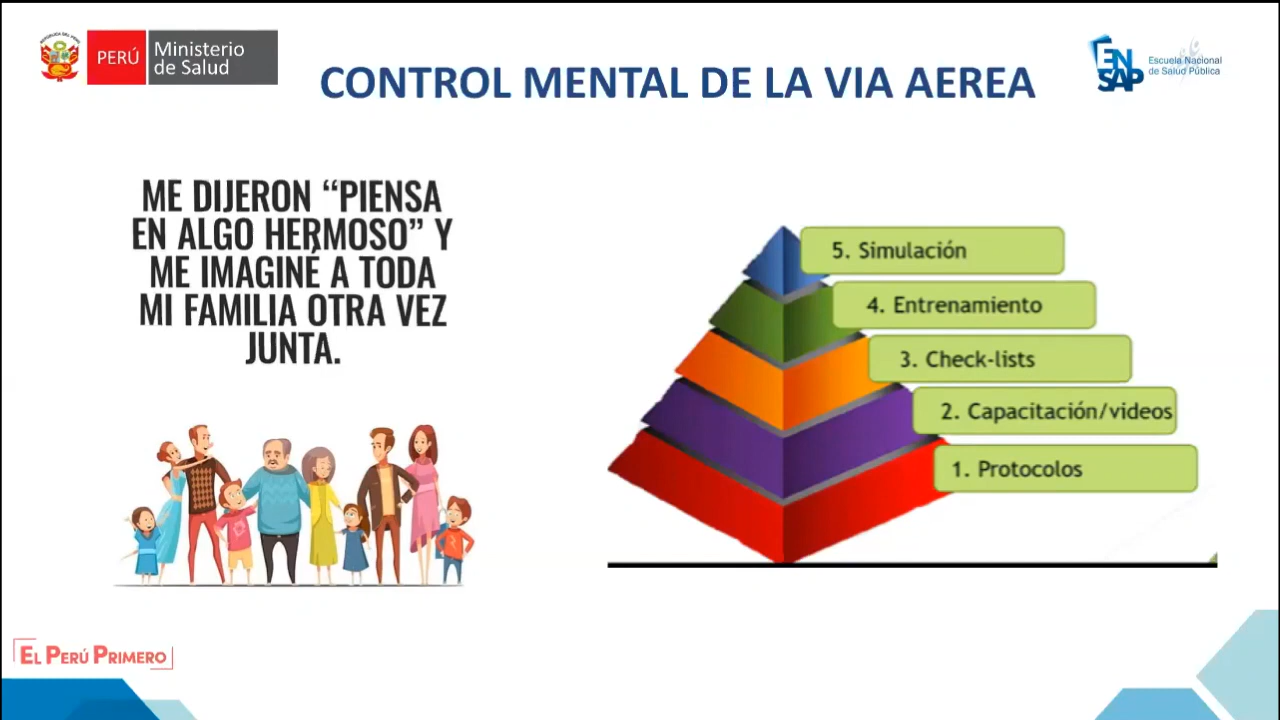 PERÚ
Ministerio
de Salud
CONTROL MENTAL DE LA VIA AEREA
ENSAP
Escuela Nacional
de Salud Pública
ME DIJERON “PIENSA
EN ALGO HERMOSO” Y
ME IMAGINÉ A TODA
MI FAMILIA OTRA VEZ
JUNTA.
5. Simulación
4. Entrenamiento
3. Check-lists
2. Capacitación/videos
1. Protocolos
EL PERÚ PRIMERO